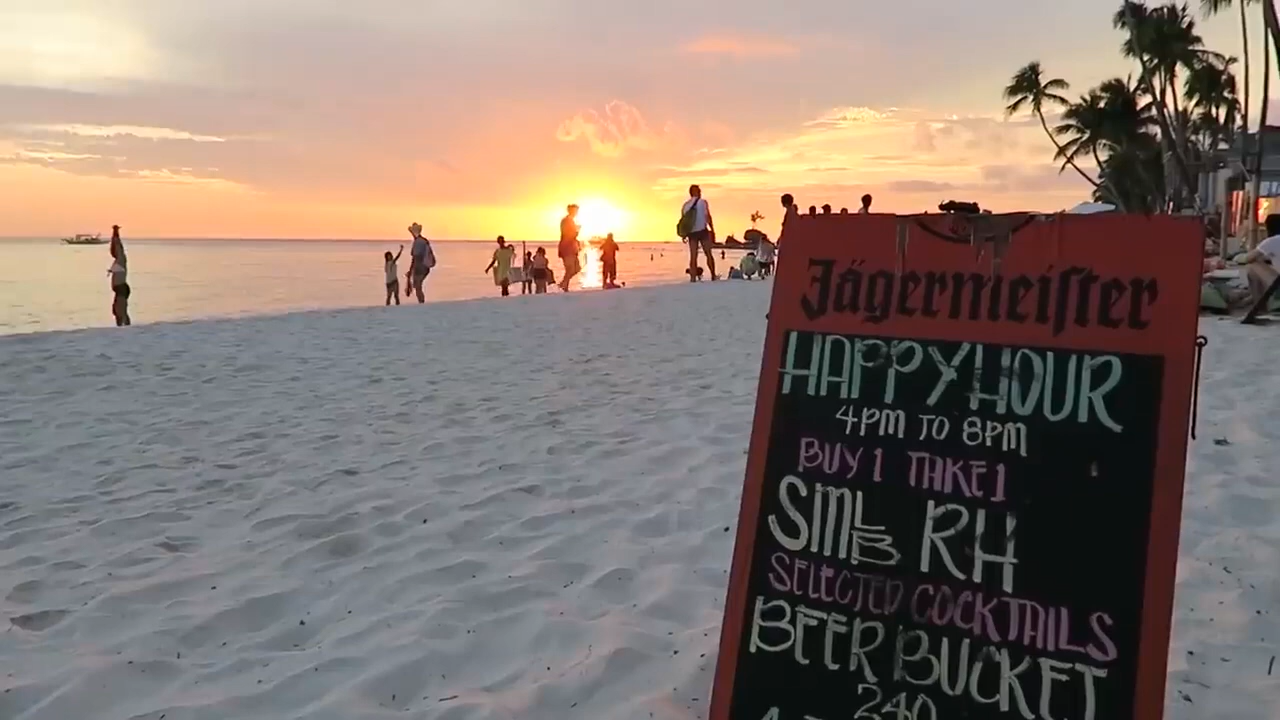 Jägermeiſter
HAPPY HOUR
4PM TO 8PM
BUY 1 TAKE 1
SMLB RH
SELECTED COCKTAILS
BEER BUCKET
240